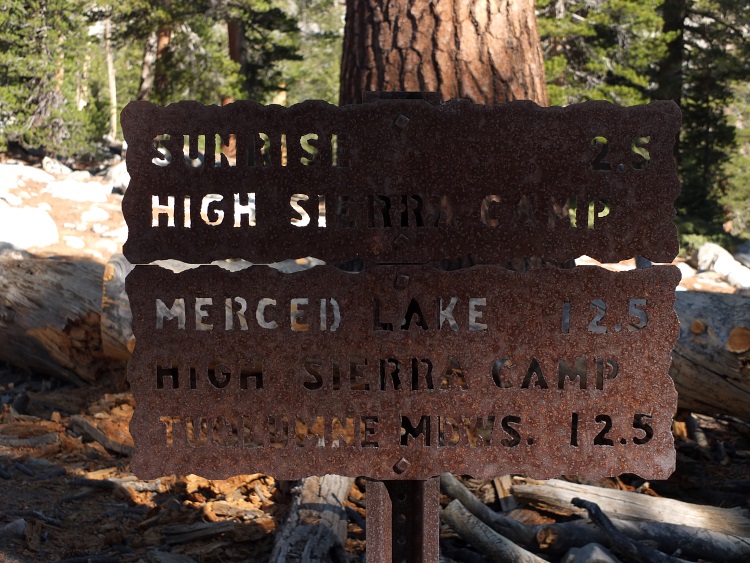 SUNRISE 2.5
HIGH SIERRA CAMP
MERCED LAKE 12.5
HIGH SIERRA CAMP
TUOLUMNE MDWS. 12.5